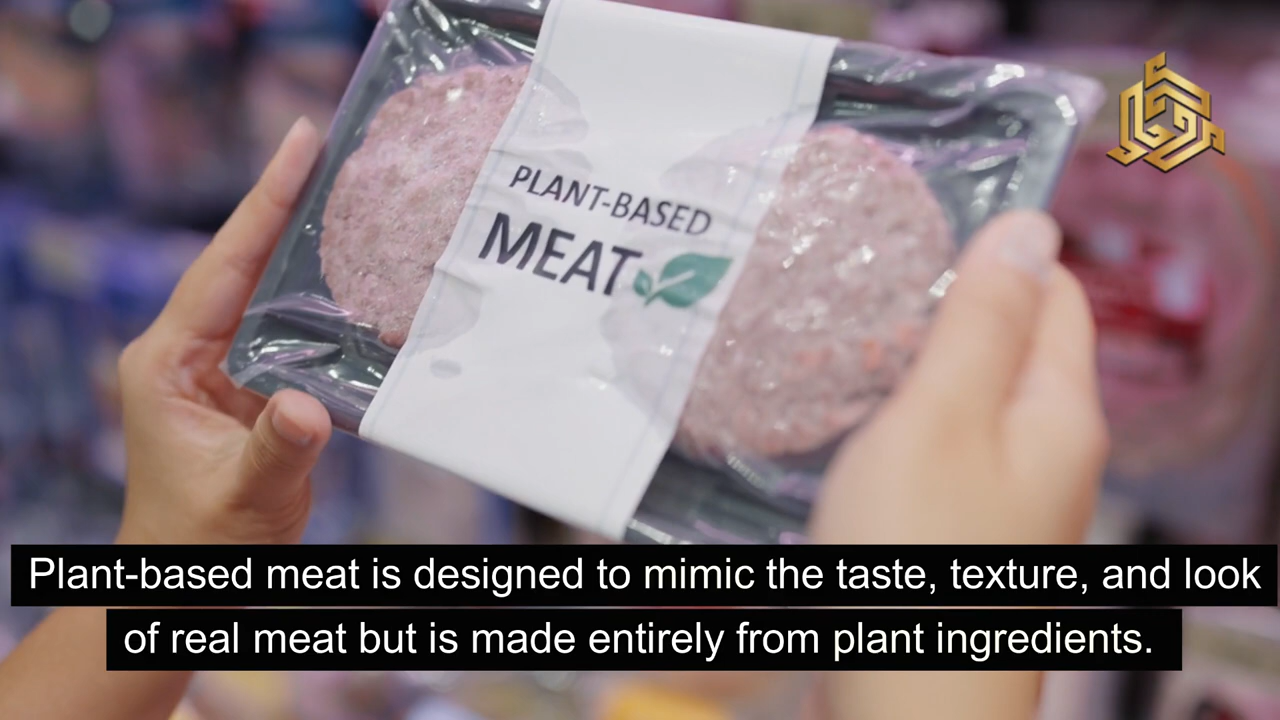 PLANT-BASED
MEAT
Plant-based meat is designed to mimic the taste, texture, and look
of real meat but is made entirely from plant ingredients.